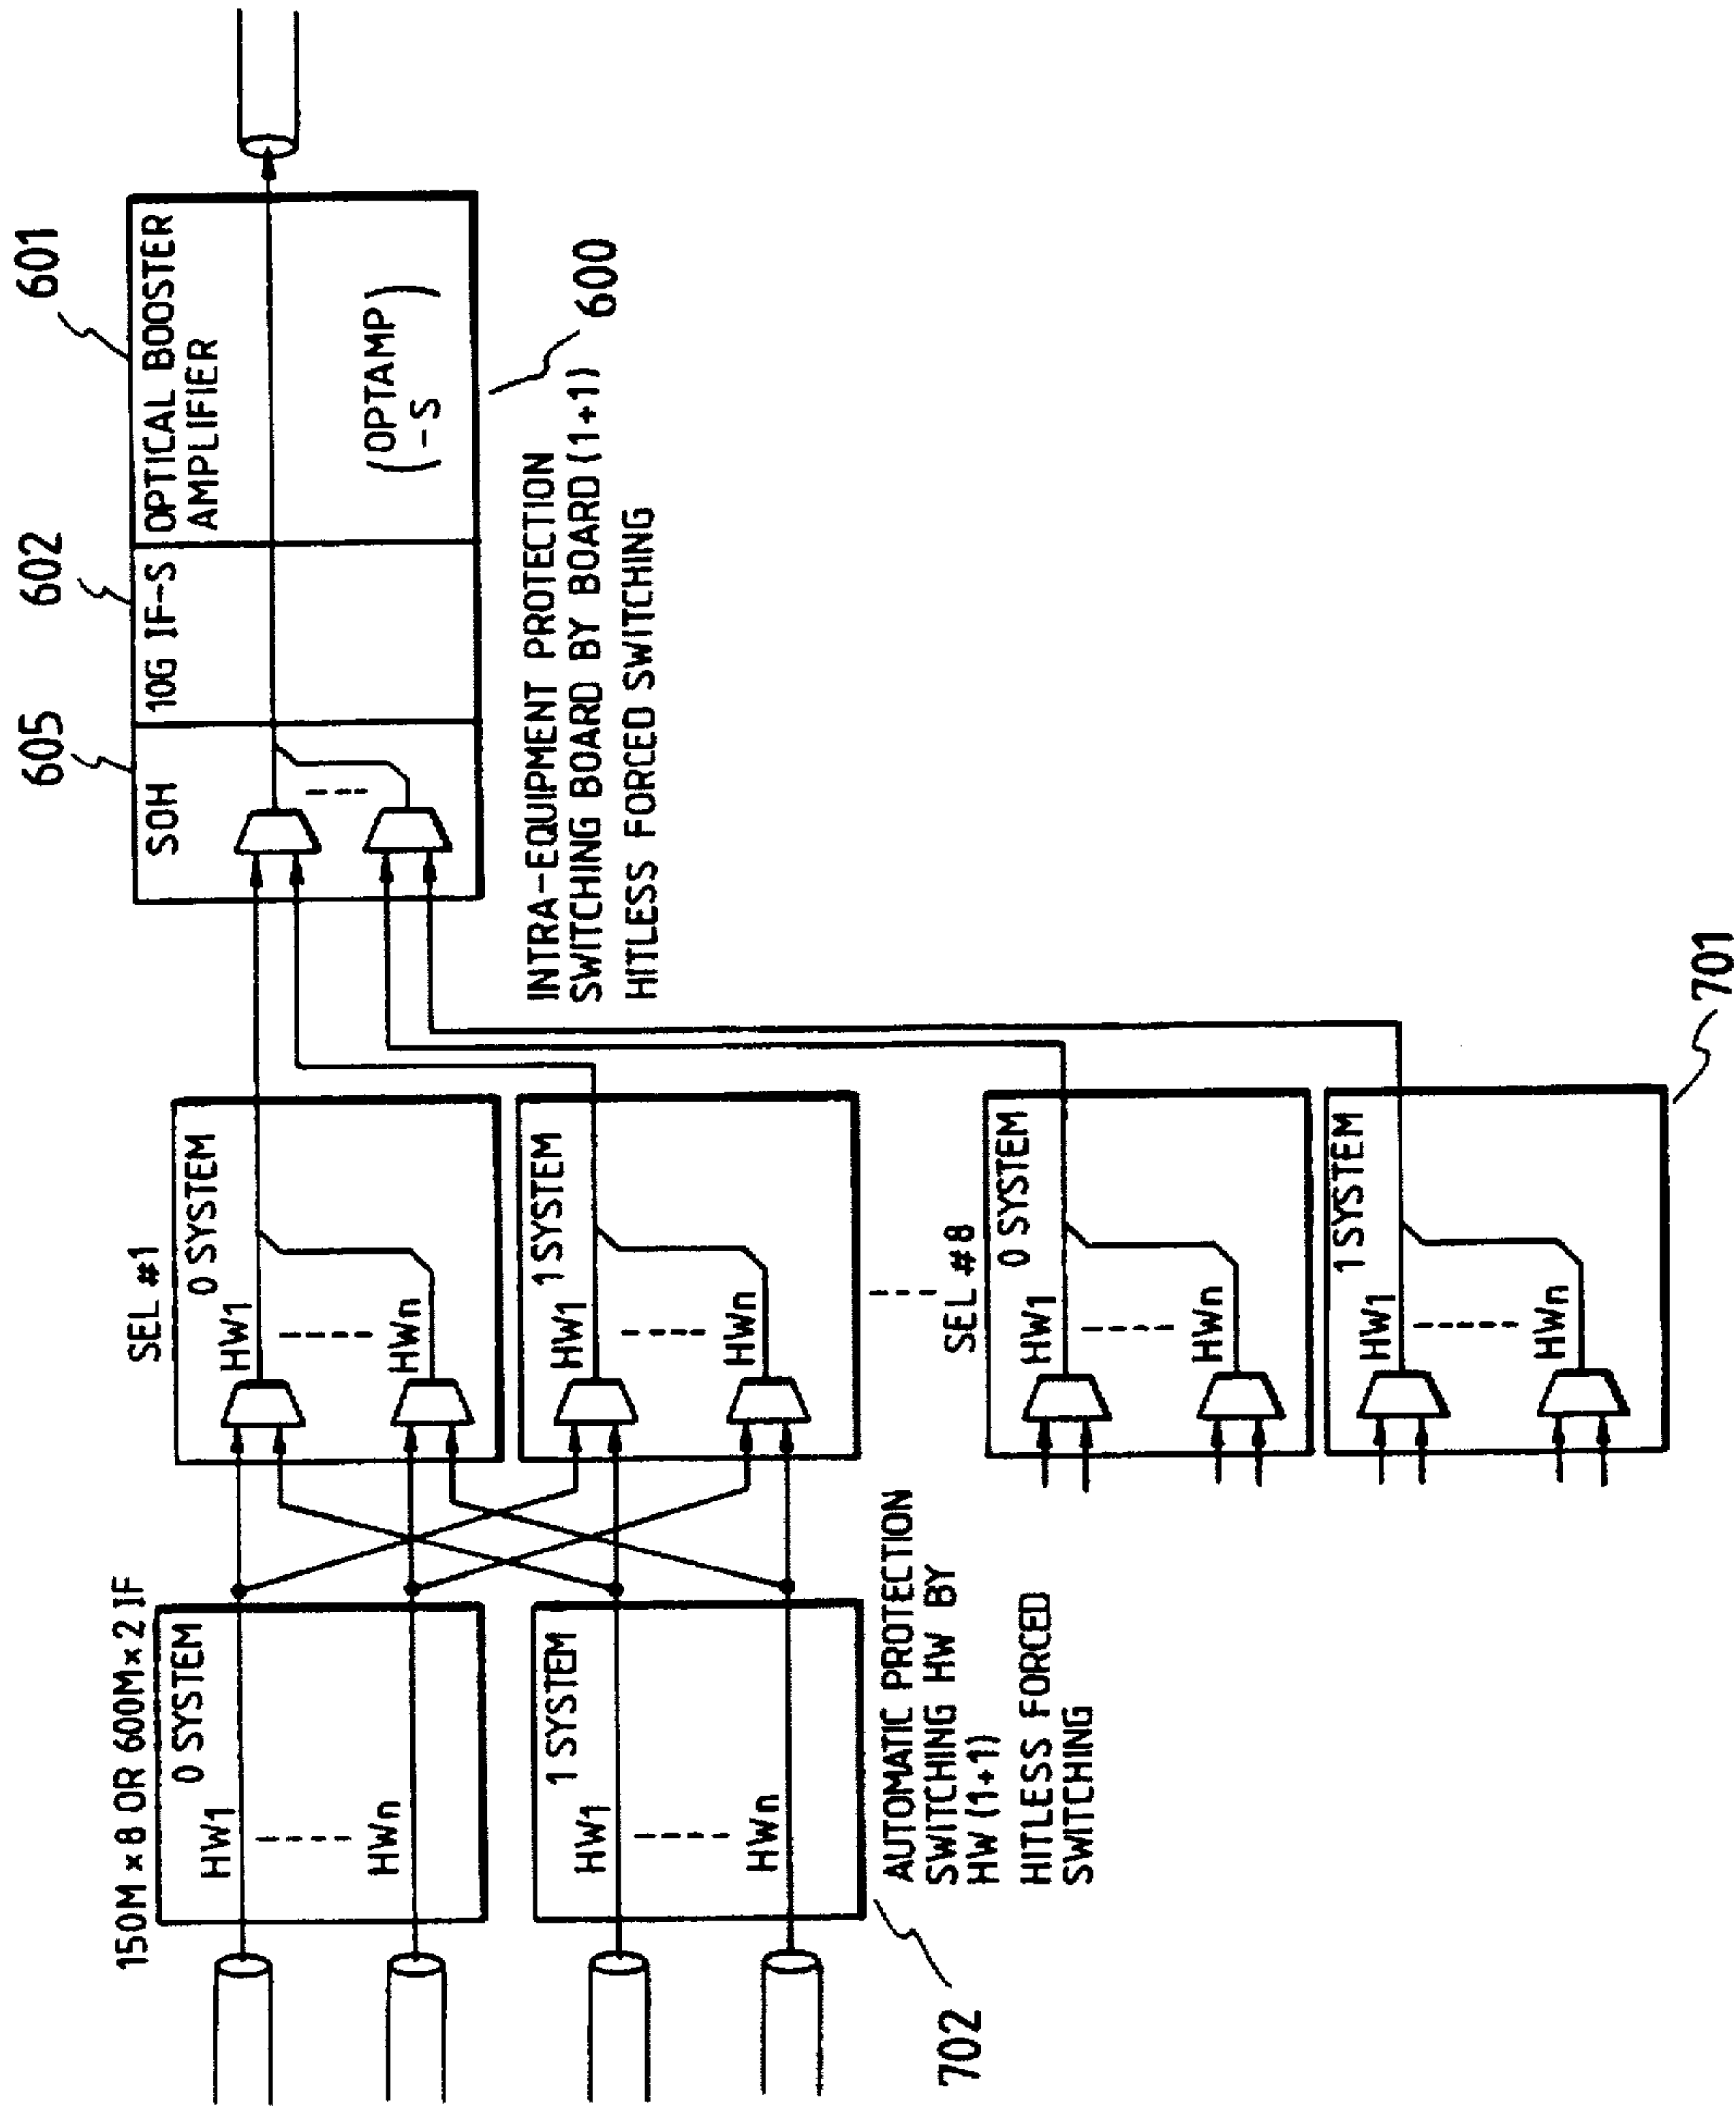 150M × 8 OR 600M × 2 IF
0 SYSTEM
HW1
HWn
1 SYSTEM
HW1
HWn
702
AUTOMATIC PROTECTION
SWITCHING HW BY
HW (1+1)
HITLESS FORCED
SWITCHING
SEL #1
0 SYSTEM
HW1
HWn
1 SYSTEM
HW1
HWn
SEL #8
0 SYSTEM
HW1
HWn
1 SYSTEM
HW1
HWn
701
605
602
601
SOH
10G IF-S
OPTICAL BOOSTER
AMPLIFIER
(OPTAMP
-S)
600
INTRA-EQUIPMENT PROTECTION
SWITCHING BOARD BY BOARD (1+1)
HITLESS FORCED SWITCHING